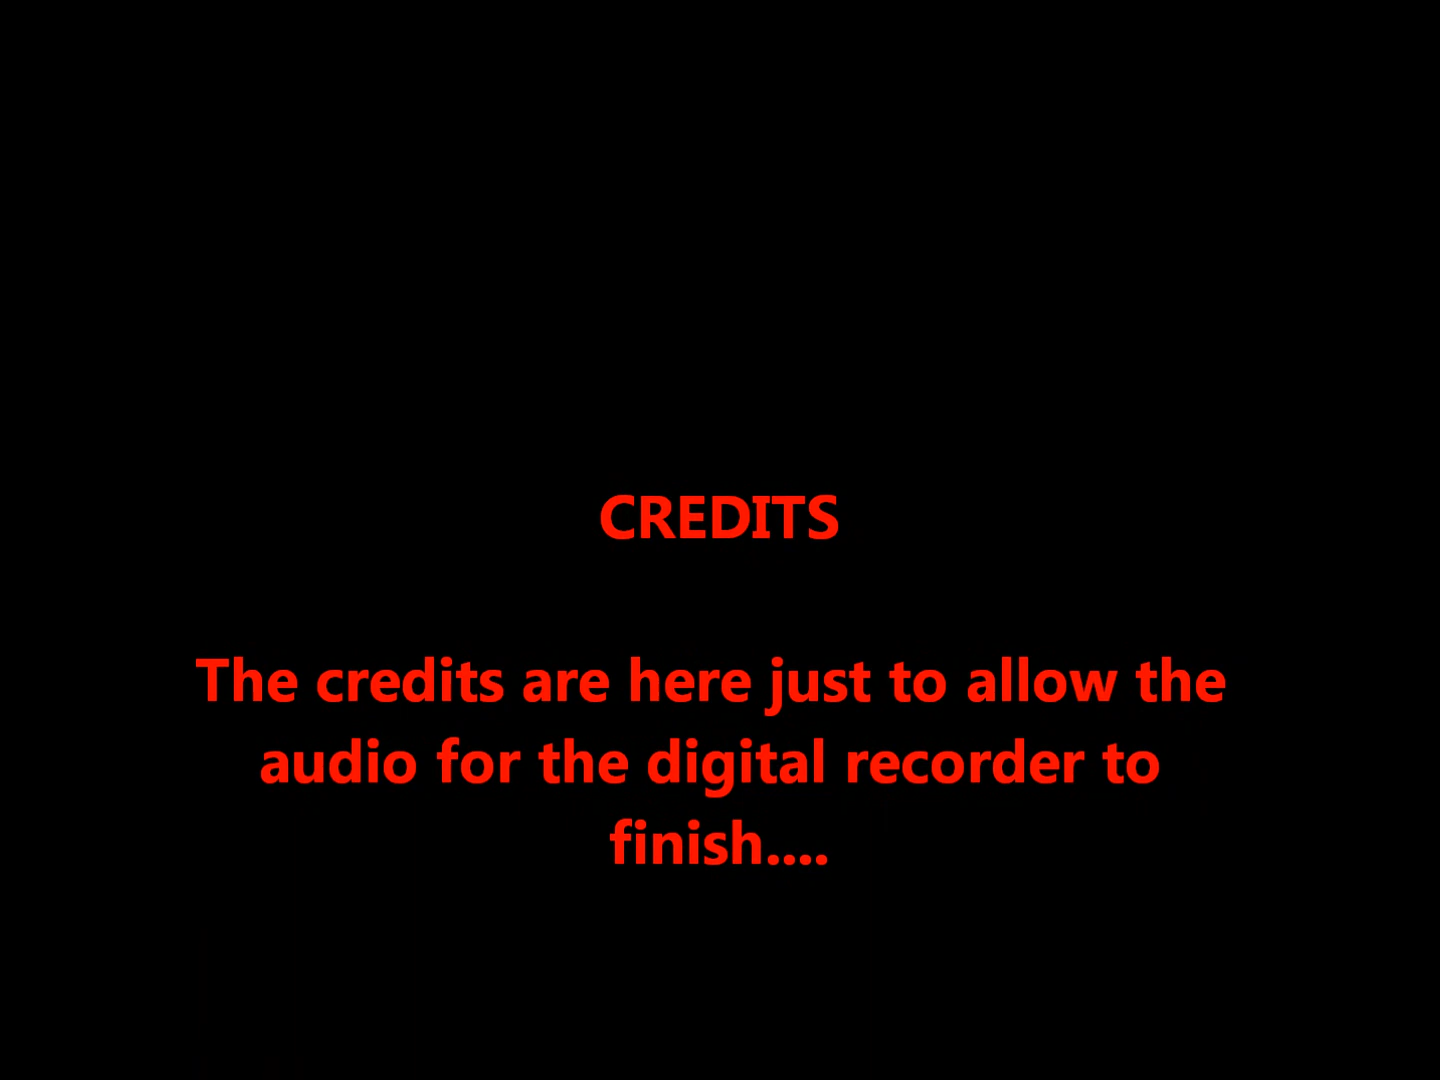 CREDITS
The credits are here just to allow the
audio for the digital recorder to
finish....